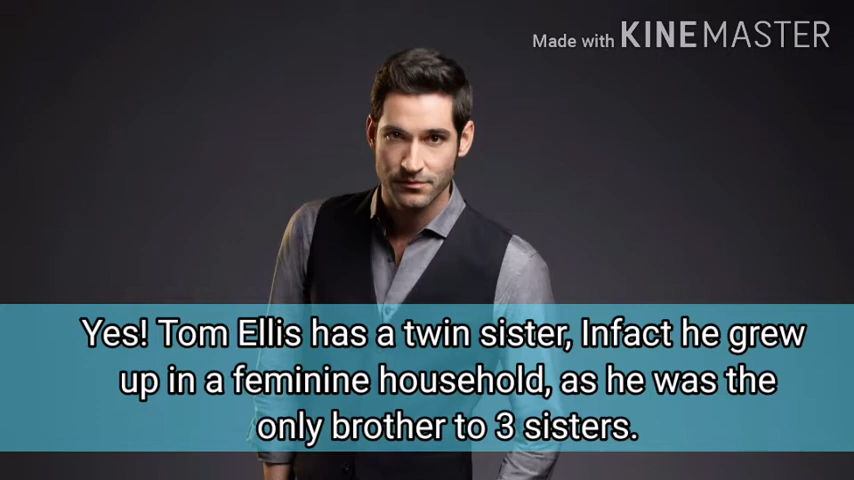 Made with KINEMASTER
Yes! Tom Ellis has a twin sister, Infact he grew
up in a feminine household, as he was the
only brother to 3 sisters.